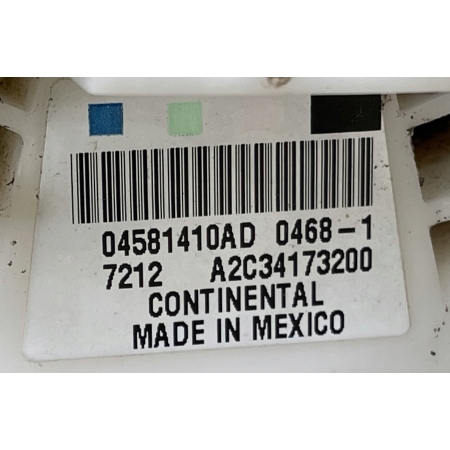 04581410AD 0468-1
7212 A2C34173200
CONTINENTAL
MADE IN MEXICO